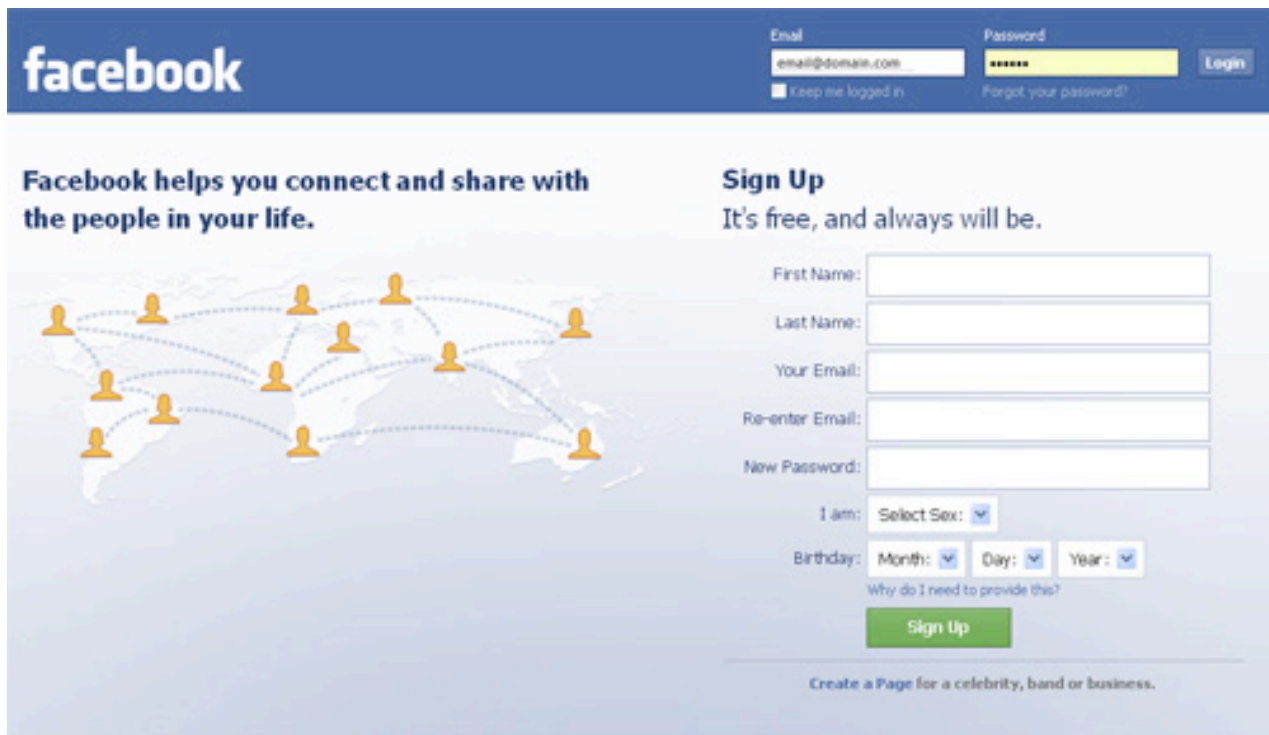 facebook
Email
Password
email@domain.com
••••••
Login
Keep me logged in
Forgot your password?
Facebook helps you connect and share with
the people in your life.
Sign Up
It's free, and always will be.
First Name:
Last Name:
Your Email:
Re-enter Email:
New Password:
I am: Select Sex:
Birthday: Month: Day: Year:
Why do I need to provide this?
Sign Up
Create a Page for a celebrity, band or business.